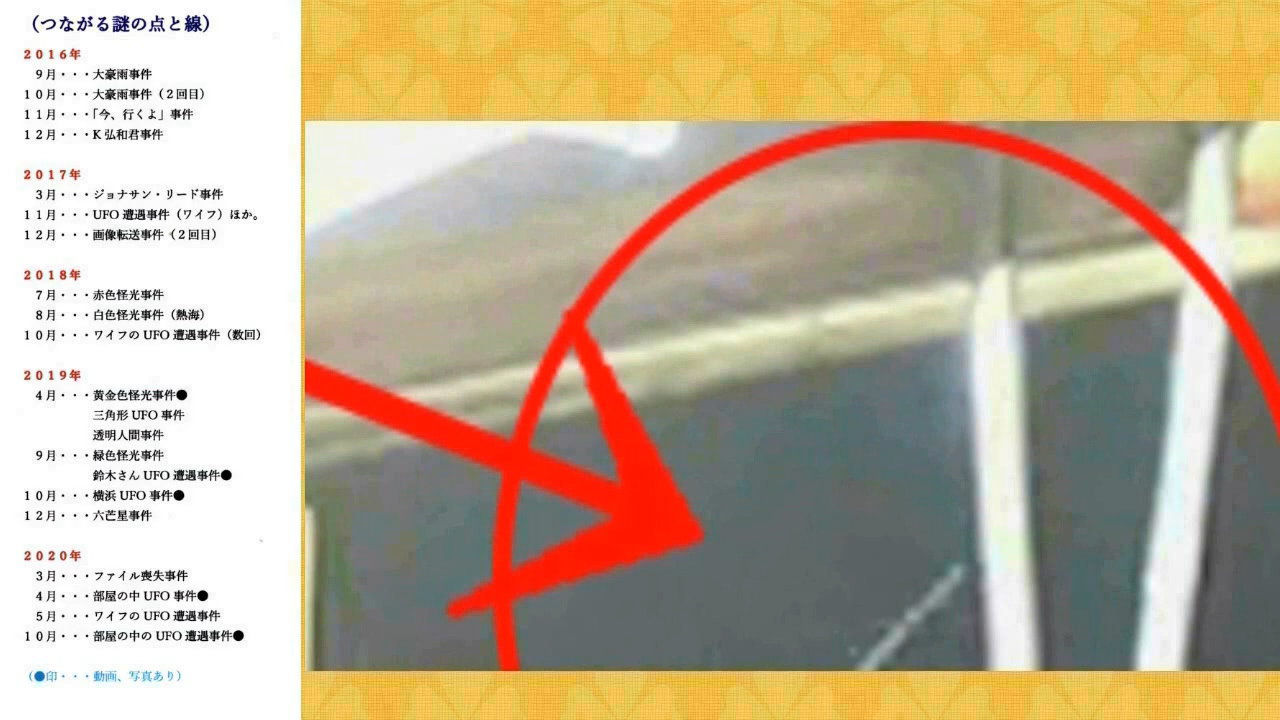 （つながる謎の点と線）
２０１６年
９月・・・大豪雨事件
１０月・・・大豪雨事件（２回目）
１１月・・・「今、行くよ」事件
１２月・・・K 弘和君事件
２０１７年
３月・・・ジョナサン・リード事件
１１月・・・UFO 遭遇事件（ワイフ）ほか。
１２月・・・画像転送事件（２回目）
２０１８年
７月・・・赤色怪光事件
８月・・・白色怪光事件（熱海）
１０月・・・ワイフの UFO 遭遇事件（数回）
２０１９年
４月・・・黄金色怪光事件●
三角形 UFO 事件
透明人間事件
９月・・・緑色怪光事件
鈴木さん UFO 遭遇事件●
１０月・・・横浜 UFO 事件●
１２月・・・六芒星事件
２０２０年
３月・・・ファイル喪失事件
４月・・・部屋の中 UFO 事件●
５月・・・ワイフの UFO 遭遇事件
１０月・・・部屋の中の UFO 遭遇事件●
（●印・・・動画、写真あり）